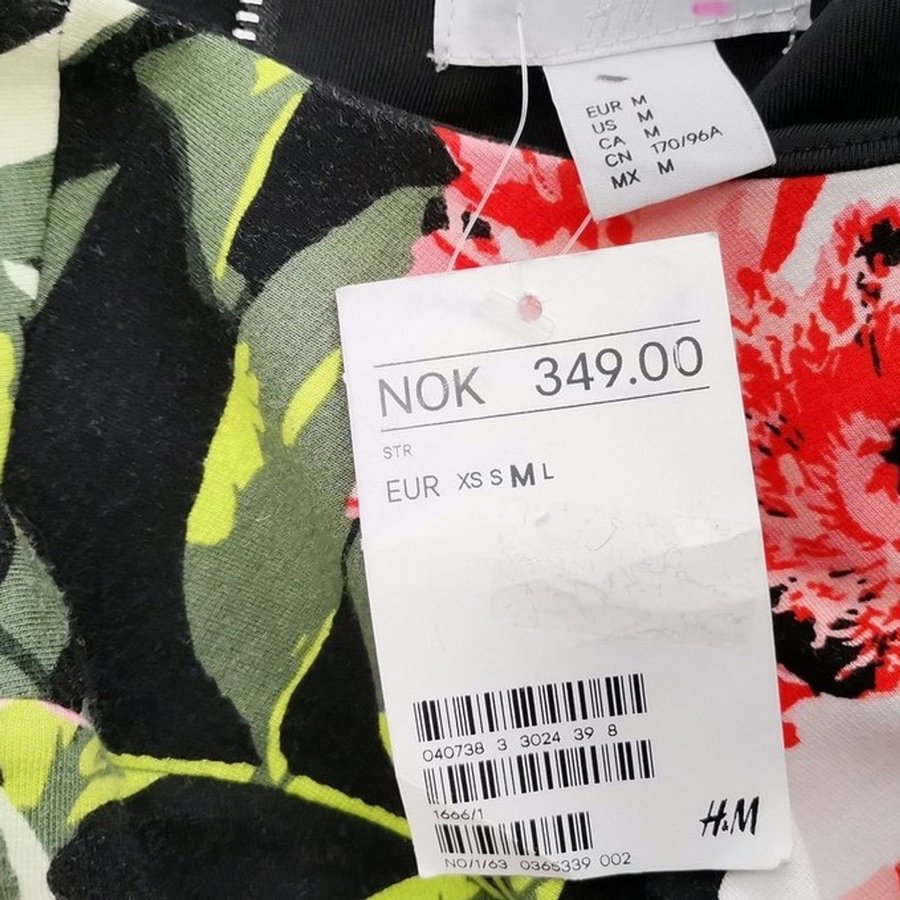 H&M
EUR M
US M
CA M
CN 170/96A
MX M
NOK 349.00
STR
EUR XS S M L
040738 3 3024 39 8
1666/1
NO/1/63 0365339 002
H&M